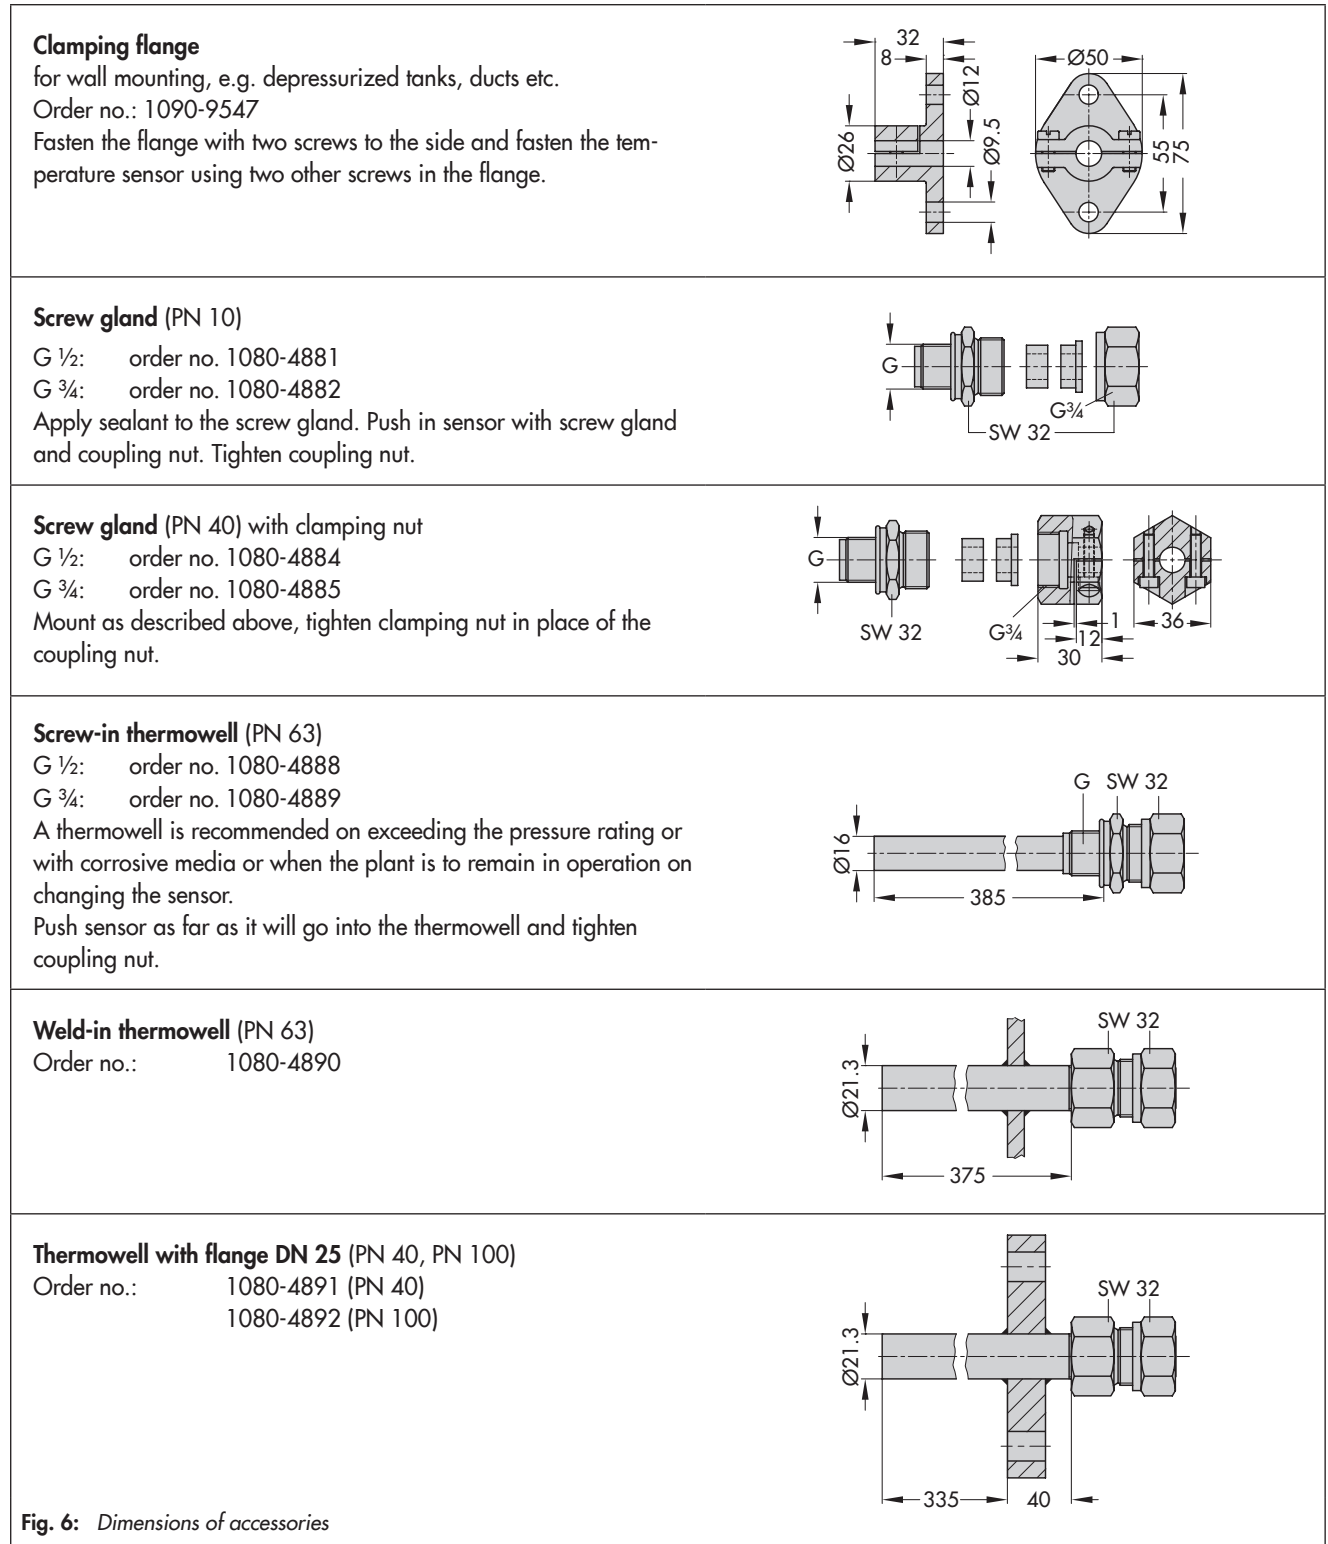 Clamping flange
for wall mounting, e.g. depressurized tanks, ducts etc.
Order no.: 1090-9547
Fasten the flange with two screws to the side and fasten the tem-
perature sensor using two other screws in the flange.
32
8
Ø12
Ø26
Ø9.5
Ø50
55
75
Screw gland (PN 10)
G ½: order no. 1080-4881
G ¾: order no. 1080-4882
Apply sealant to the screw gland. Push in sensor with screw gland
and coupling nut. Tighten coupling nut.
G
G¾
SW 32
Screw gland (PN 40) with clamping nut
G ½: order no. 1080-4884
G ¾: order no. 1080-4885
Mount as described above, tighten clamping nut in place of the
coupling nut.
G
SW 32
G¾
1
12
30
36
Screw-in thermowell (PN 63)
G ½: order no. 1080-4888
G ¾: order no. 1080-4889
A thermowell is recommended on exceeding the pressure rating or
with corrosive media or when the plant is to remain in operation on
changing the sensor.
Push sensor as far as it will go into the thermowell and tighten
coupling nut.
G SW 32
Ø16
385
Weld-in thermowell (PN 63)
Order no.: 1080-4890
SW 32
Ø21.3
375
Thermowell with flange DN 25 (PN 40, PN 100)
Order no.: 1080-4891 (PN 40)
1080-4892 (PN 100)
SW 32
Ø21.3
335
40
Fig. 6: Dimensions of accessories